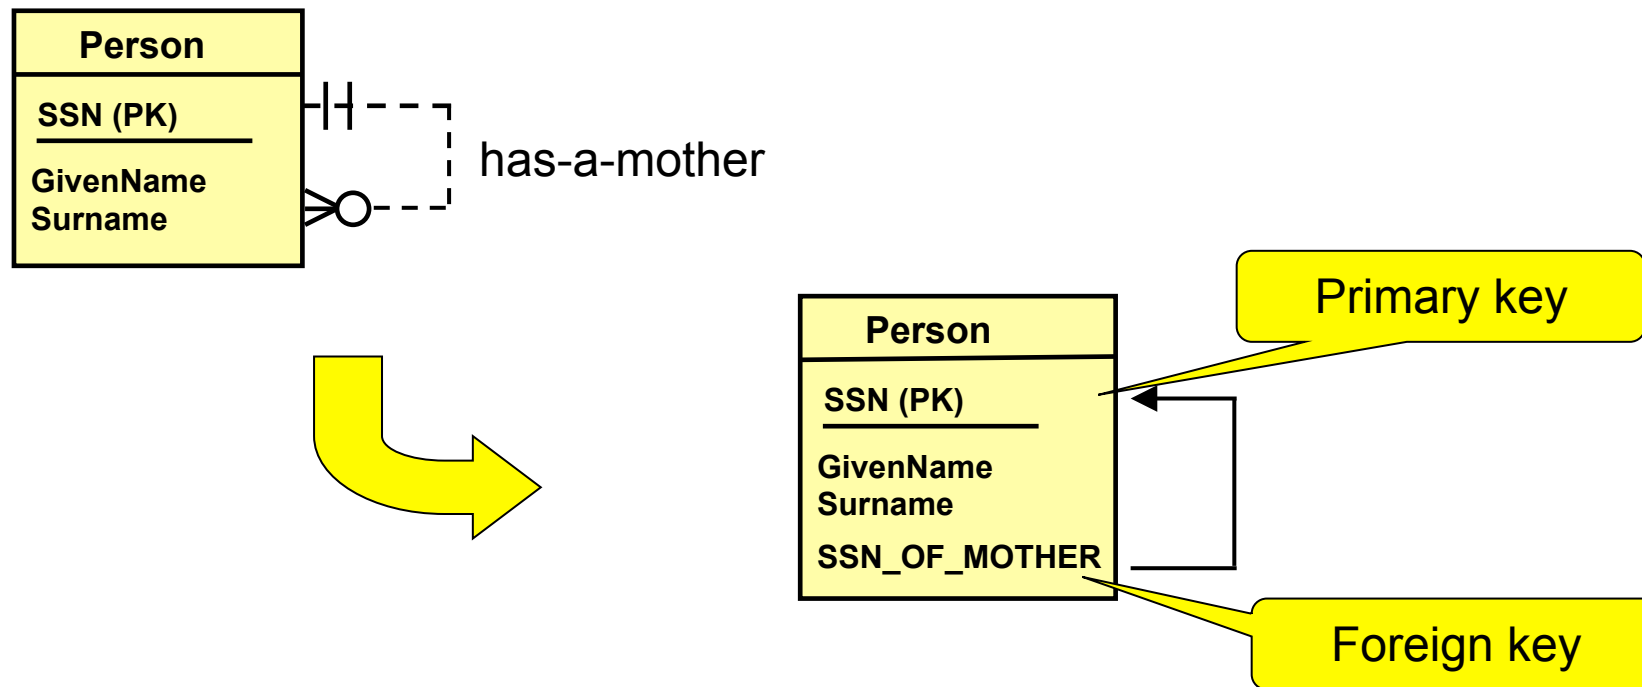 Person
SSN (PK)
GivenName
Surname
has-a-mother
Person
SSN (PK)
GivenName
Surname
SSN_OF_MOTHER
Primary key
Foreign key